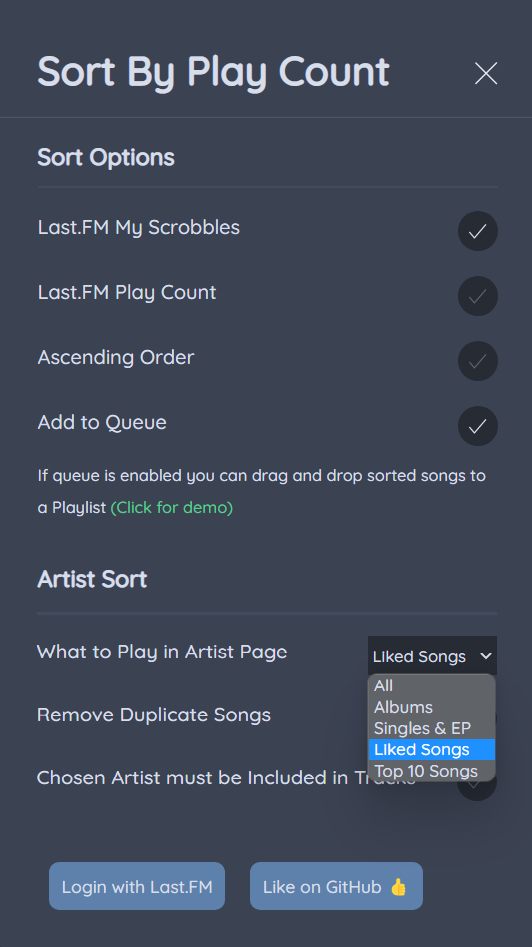 Sort By Play Count
Sort Options
Last.FM My Scrobbles
Last.FM Play Count
Ascending Order
Add to Queue
If queue is enabled you can drag and drop sorted songs to
a Playlist (Click for demo)
Artist Sort
What to Play in Artist Page
Liked Songs
All
Albums
Singles & EP
Liked Songs
Top 10 Songs
Remove Duplicate Songs
Chosen Artist must be Included in Tracks
Login with Last.FM
Like on GitHub 👍